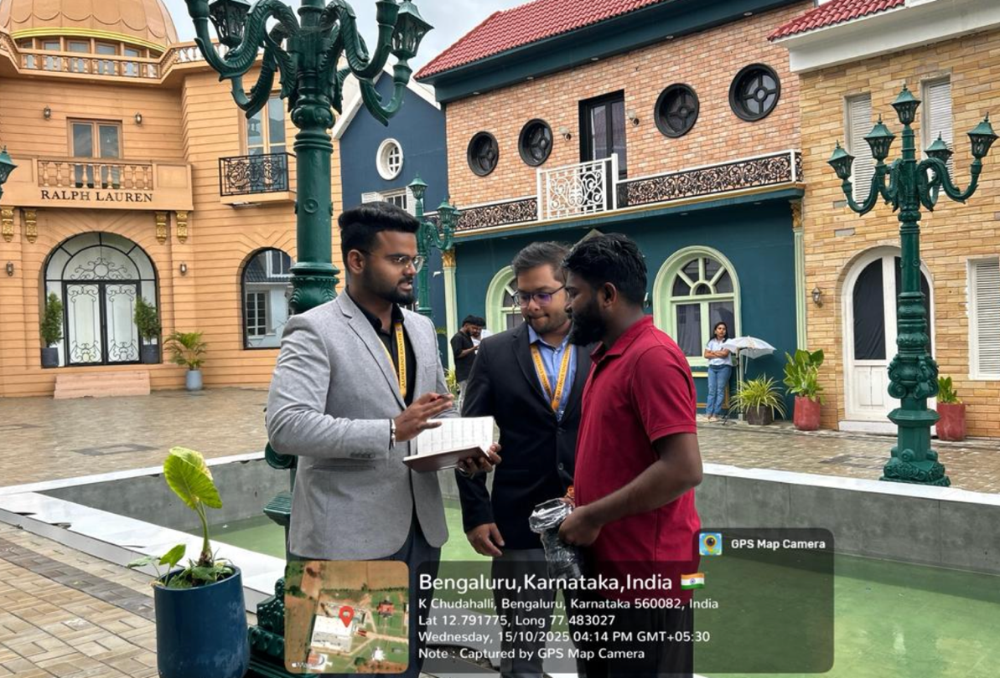 RALPH LAUREN
GPS Map Camera
Bengaluru,Karnataka,India
K Chudahalli, Bengaluru, Karnataka 560082, India
Lat 12.791775, Long 77.483027
Wednesday, 15/10/2025 04:14 PM GMT+05:30
Note : Captured by GPS Map Camera